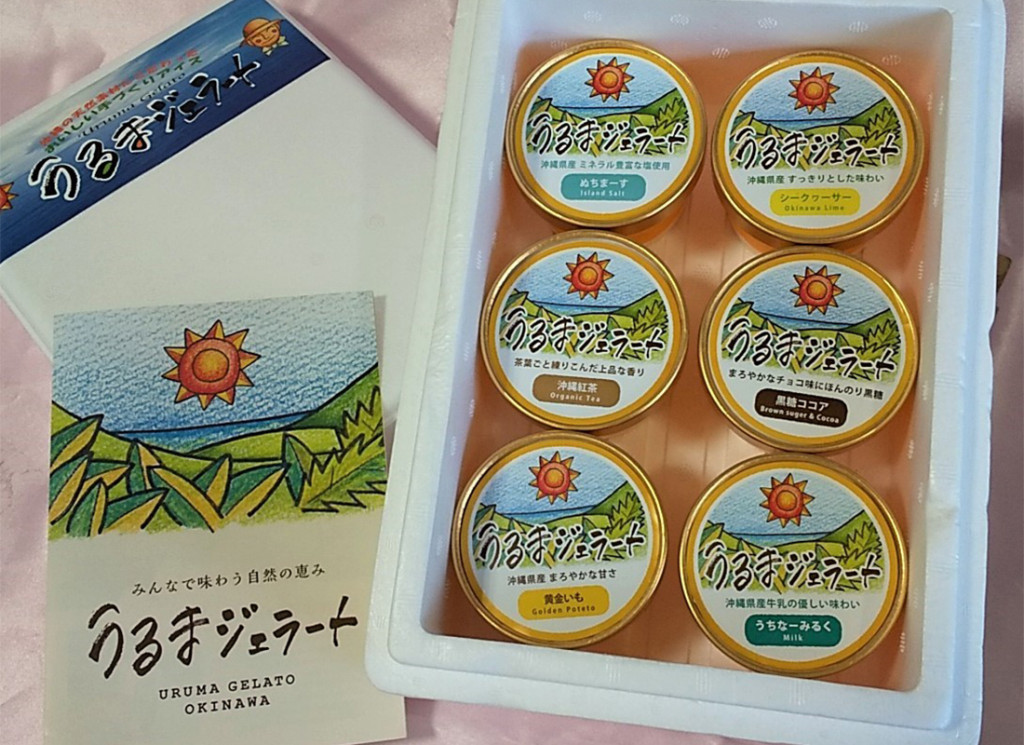 おいしい手づくりアイス
うるまジェラート
みんなで味わう自然の恵み
うるまジェラート
URUMA GELATO
OKINAWA
うるまジェラート
沖縄県産 ミネラル豊富な塩使用
ぬちまーす
Island Salt
うるまジェラート
沖縄県産 すっきりとした味わい
シークヮーサー
Okinawa Lime
うるまジェラート
茶葉ごと練りこんだ上品な香り
沖縄紅茶
Organic Tea
うるまジェラート
まろやかなチョコ味にほんのり黒糖
黒糖ココア
Brown suger & Cocoa
うるまジェラート
沖縄県産 まろやかな甘さ
黄金いも
Golden Poteto
うるまジェラート
沖縄県産牛乳の優しい味わい
うちなーみるく
Milk